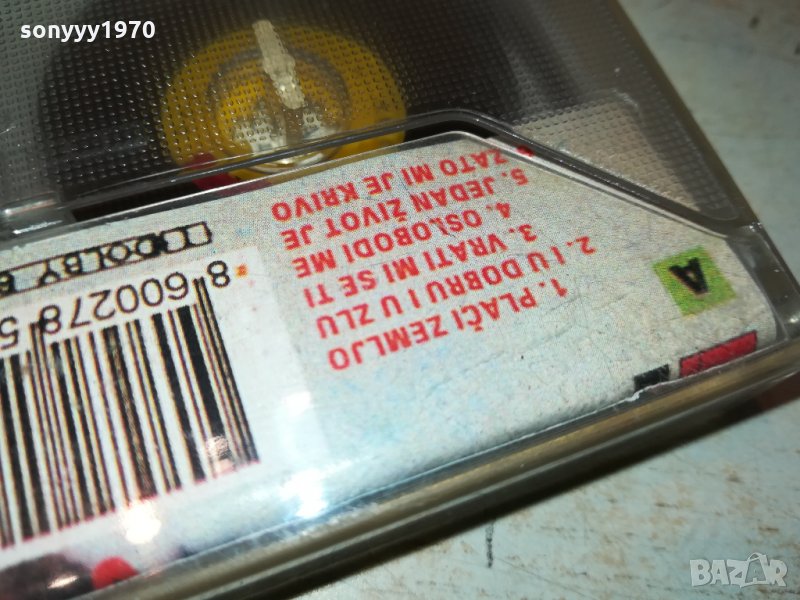 sonyyy1970
A
1. PLAČI ZEMLJO
2. I U DOBRU I U ZLU
3. VRATI MI SE TI
4. OSLOBODI ME
5. JEDAN ŽIVOT JE
ZATO MI JE KRIVO
DOLBY
8 600278 5
BAZAR